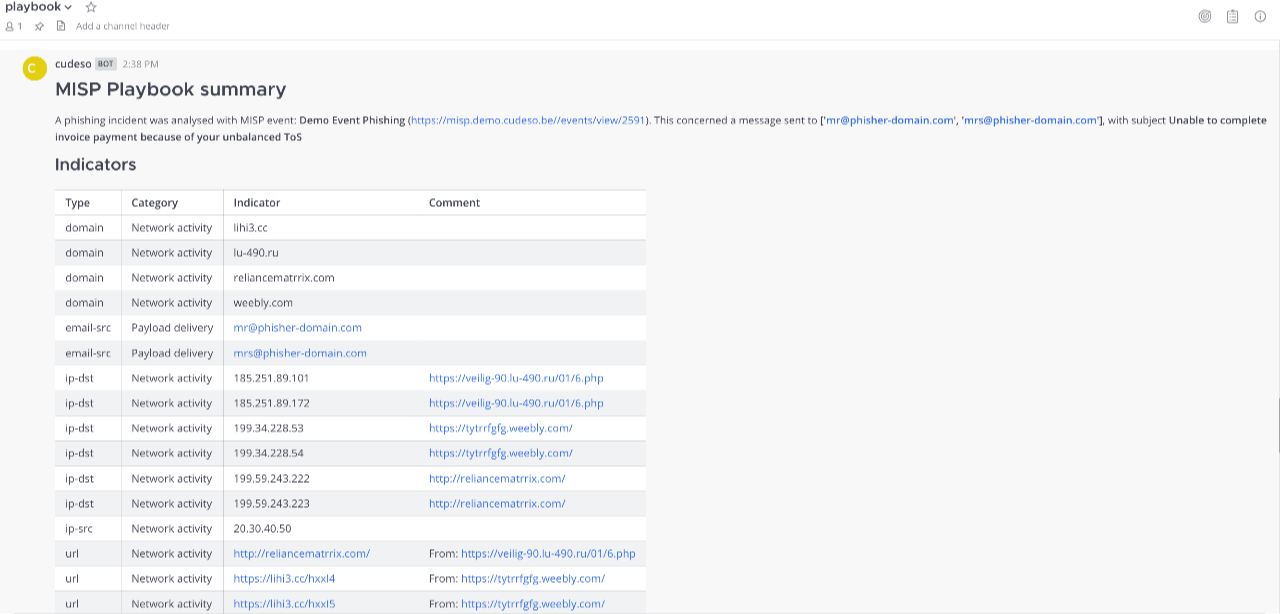 playbook
1 Add a channel header
C
cudeso BOT 2:38 PM
MISP Playbook summary
A phishing incident was analysed with MISP event: Demo Event Phishing (https://misp.demo.cudeso.be//events/view/2591). This concerned a message sent to ['mr@phisher-domain.com', 'mrs@phisher-domain.com'], with subject Unable to complete
invoice payment because of your unbalanced ToS
Indicators
Type Category Indicator Comment
domain Network activity lihi3.cc
domain Network activity lu-490.ru
domain Network activity reliancematrrix.com
domain Network activity weebly.com
email-src Payload delivery mr@phisher-domain.com
email-src Payload delivery mrs@phisher-domain.com
ip-dst Network activity 185.251.89.101 https://veilig-90.lu-490.ru/01/6.php
ip-dst Network activity 185.251.89.172 https://veilig-90.lu-490.ru/01/6.php
ip-dst Network activity 199.34.228.53 https://tytrrfgfg.weebly.com/
ip-dst Network activity 199.34.228.54 https://tytrrfgfg.weebly.com/
ip-dst Network activity 199.59.243.222 http://reliancematrrix.com/
ip-dst Network activity 199.59.243.223 http://reliancematrrix.com/
ip-src Network activity 20.30.40.50
url Network activity http://reliancematrrix.com/ From: https://veilig-90.lu-490.ru/01/6.php
url Network activity https://lihi3.cc/hxxl4 From: https://tytrrfgfg.weebly.com/
url Network activity https://lihi3.cc/hxxl5 From: https://tytrrfgfg.weebly.com/